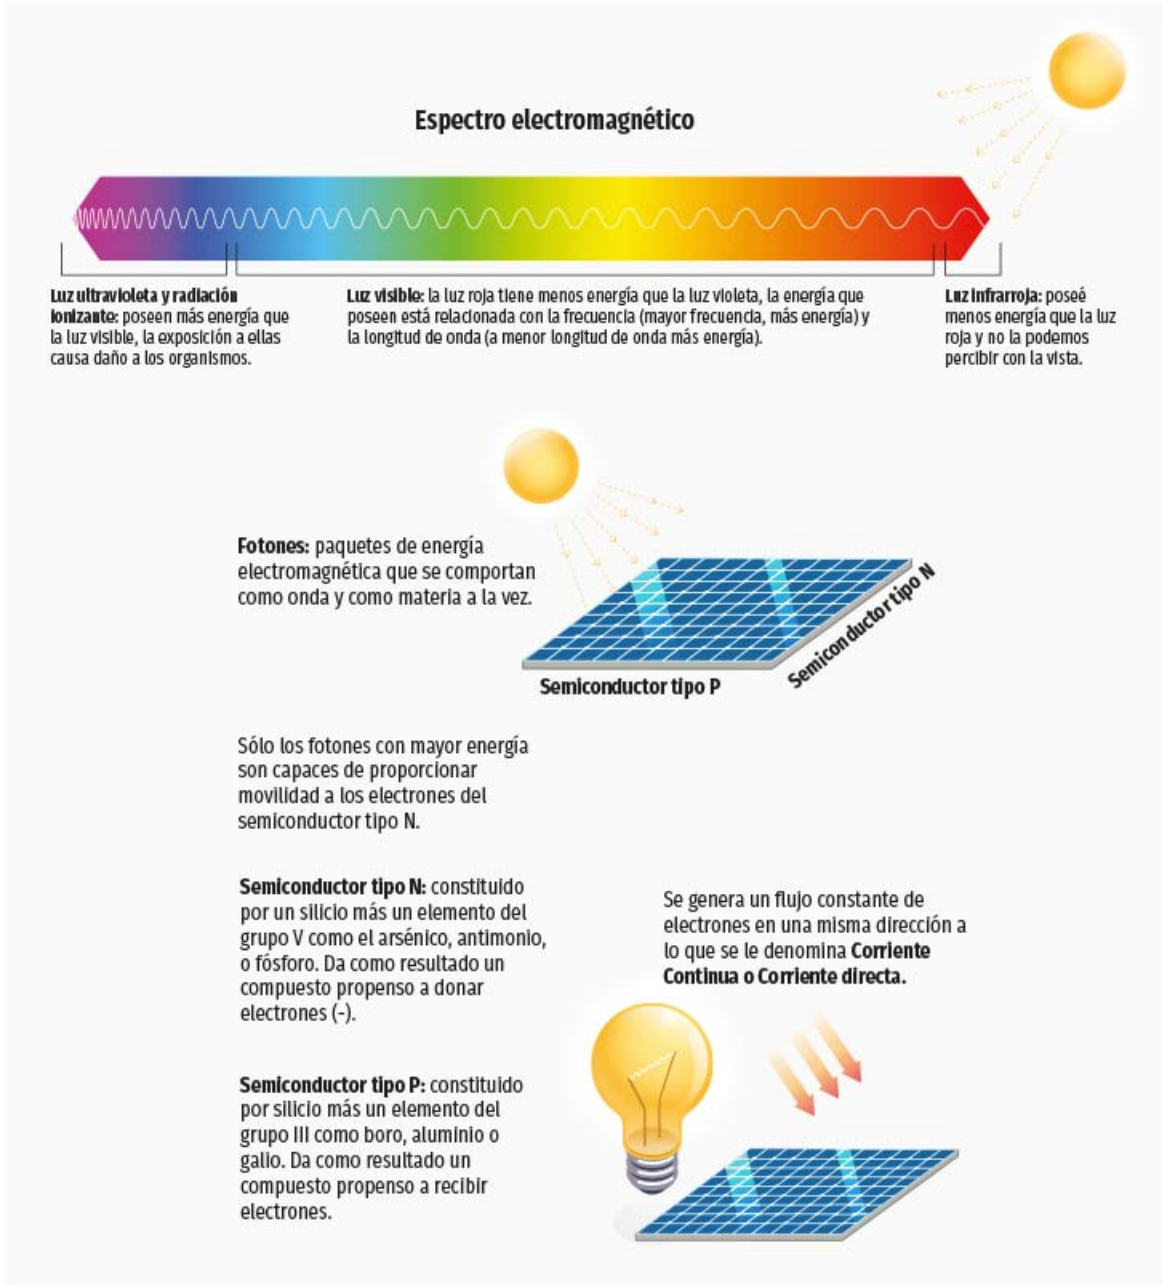 Espectro electromagnético
Luz ultravioleta y radiación
ionizante: poseen más energía que
la luz visible, la exposición a ellas
causa daño a los organismos.
Luz visible: la luz roja tiene menos energía que la luz violeta, la energía que
poseen está relacionada con la frecuencia (mayor frecuencia, más energía) y
la longitud de onda (a menor longitud de onda más energía).
Luz infrarroja: poseé
menos energía que la luz
roja y no la podemos
percibir con la vista.
Fotones: paquetes de energía
electromagnética que se comportan
como onda y como materia a la vez.
Semiconductor tipo N
Semiconductor tipo P
Sólo los fotones con mayor energía
son capaces de proporcionar
movilidad a los electrones del
semiconductor tipo N.
Semiconductor tipo N: constituido
por un silicio más un elemento del
grupo V como el arsénico, antimonio,
o fósforo. Da como resultado un
compuesto propenso a donar
electrones (-).
Se genera un flujo constante de
electrones en una misma dirección a
lo que se le denomina Corriente
Continua o Corriente directa.
Semiconductor tipo P: constituido
por silicio más un elemento del
grupo III como boro, aluminio o
galio. Da como resultado un
compuesto propenso a recibir
electrones.